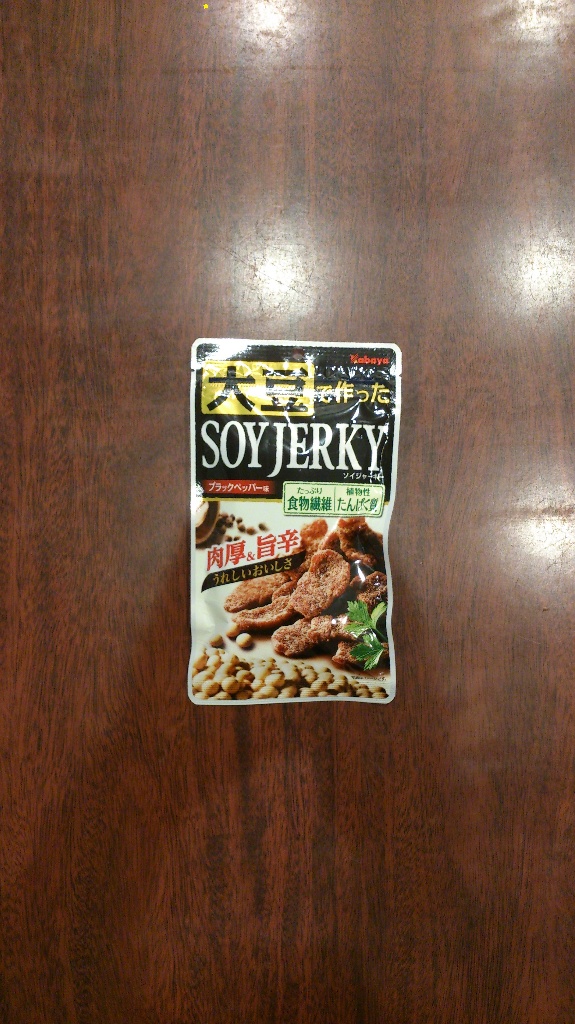 Kabaya
大豆で作った
SOY JERKY
ソイジャーキー
ブラックペッパー味
たっぷり 食物繊維
植物性 たんぱく質
肉厚&旨辛
うれしいおいしさ